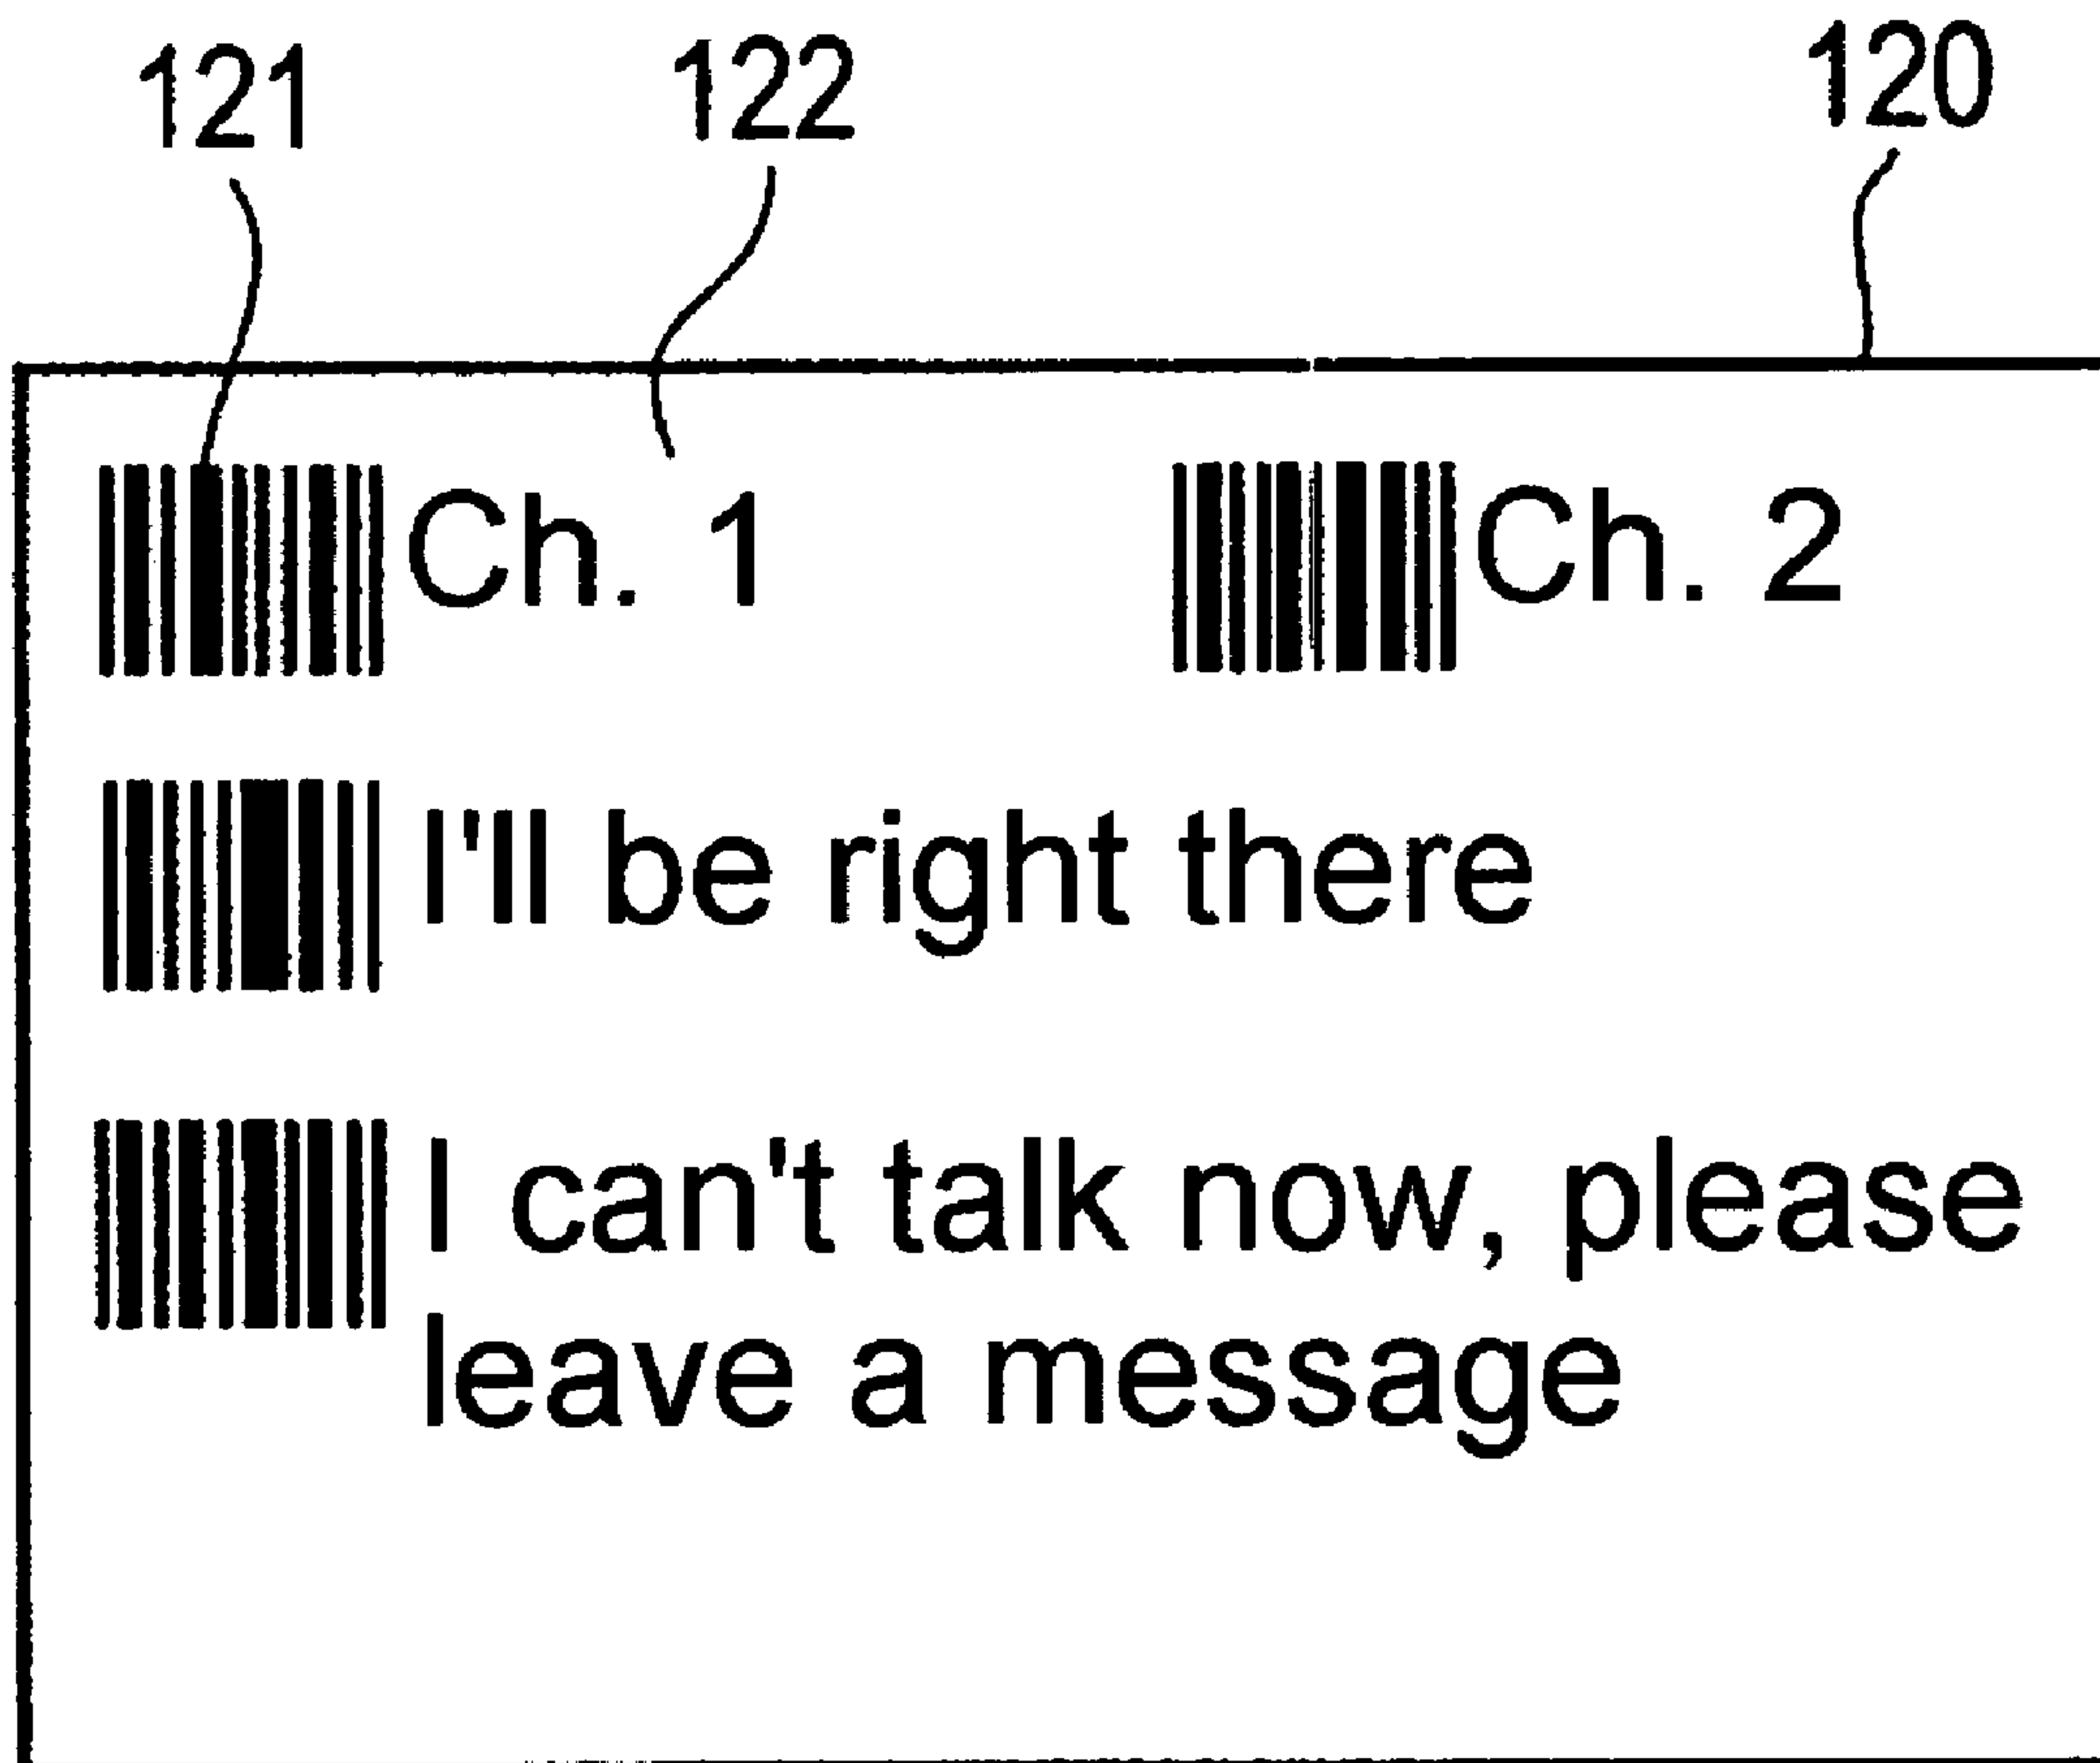 121 122 120
Ch. 1 Ch. 2
I'll be right there
I can't talk now, please
leave a message